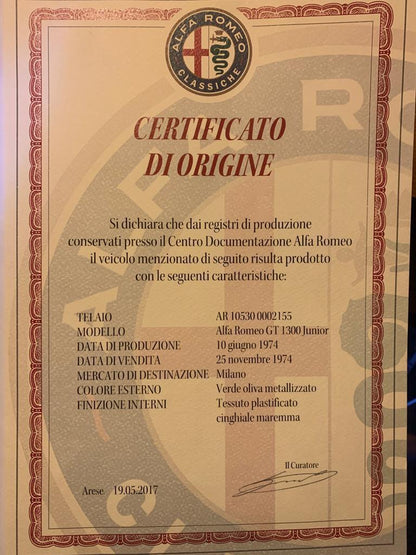 ALFA ROMEO
CLASSICHE
CERTIFICATO
DI ORIGINE
Si dichiara che dai registri di produzione
conservati presso il Centro Documentazione Alfa Romeo
il veicolo menzionato di seguito risulta prodotto
con le seguenti caratteristiche:
TELAIO AR 10530 0002155
MODELLO Alfa Romeo GT 1300 Junior
DATA DI PRODUZIONE 10 giugno 1974
DATA DI VENDITA 25 novembre 1974
MERCATO DI DESTINAZIONE Milano
COLORE ESTERNO Verde oliva metallizzato
FINIZIONE INTERNI Tessuto plastificato
cinghiale maremma
Il Curatore
Arese 19.05.2017